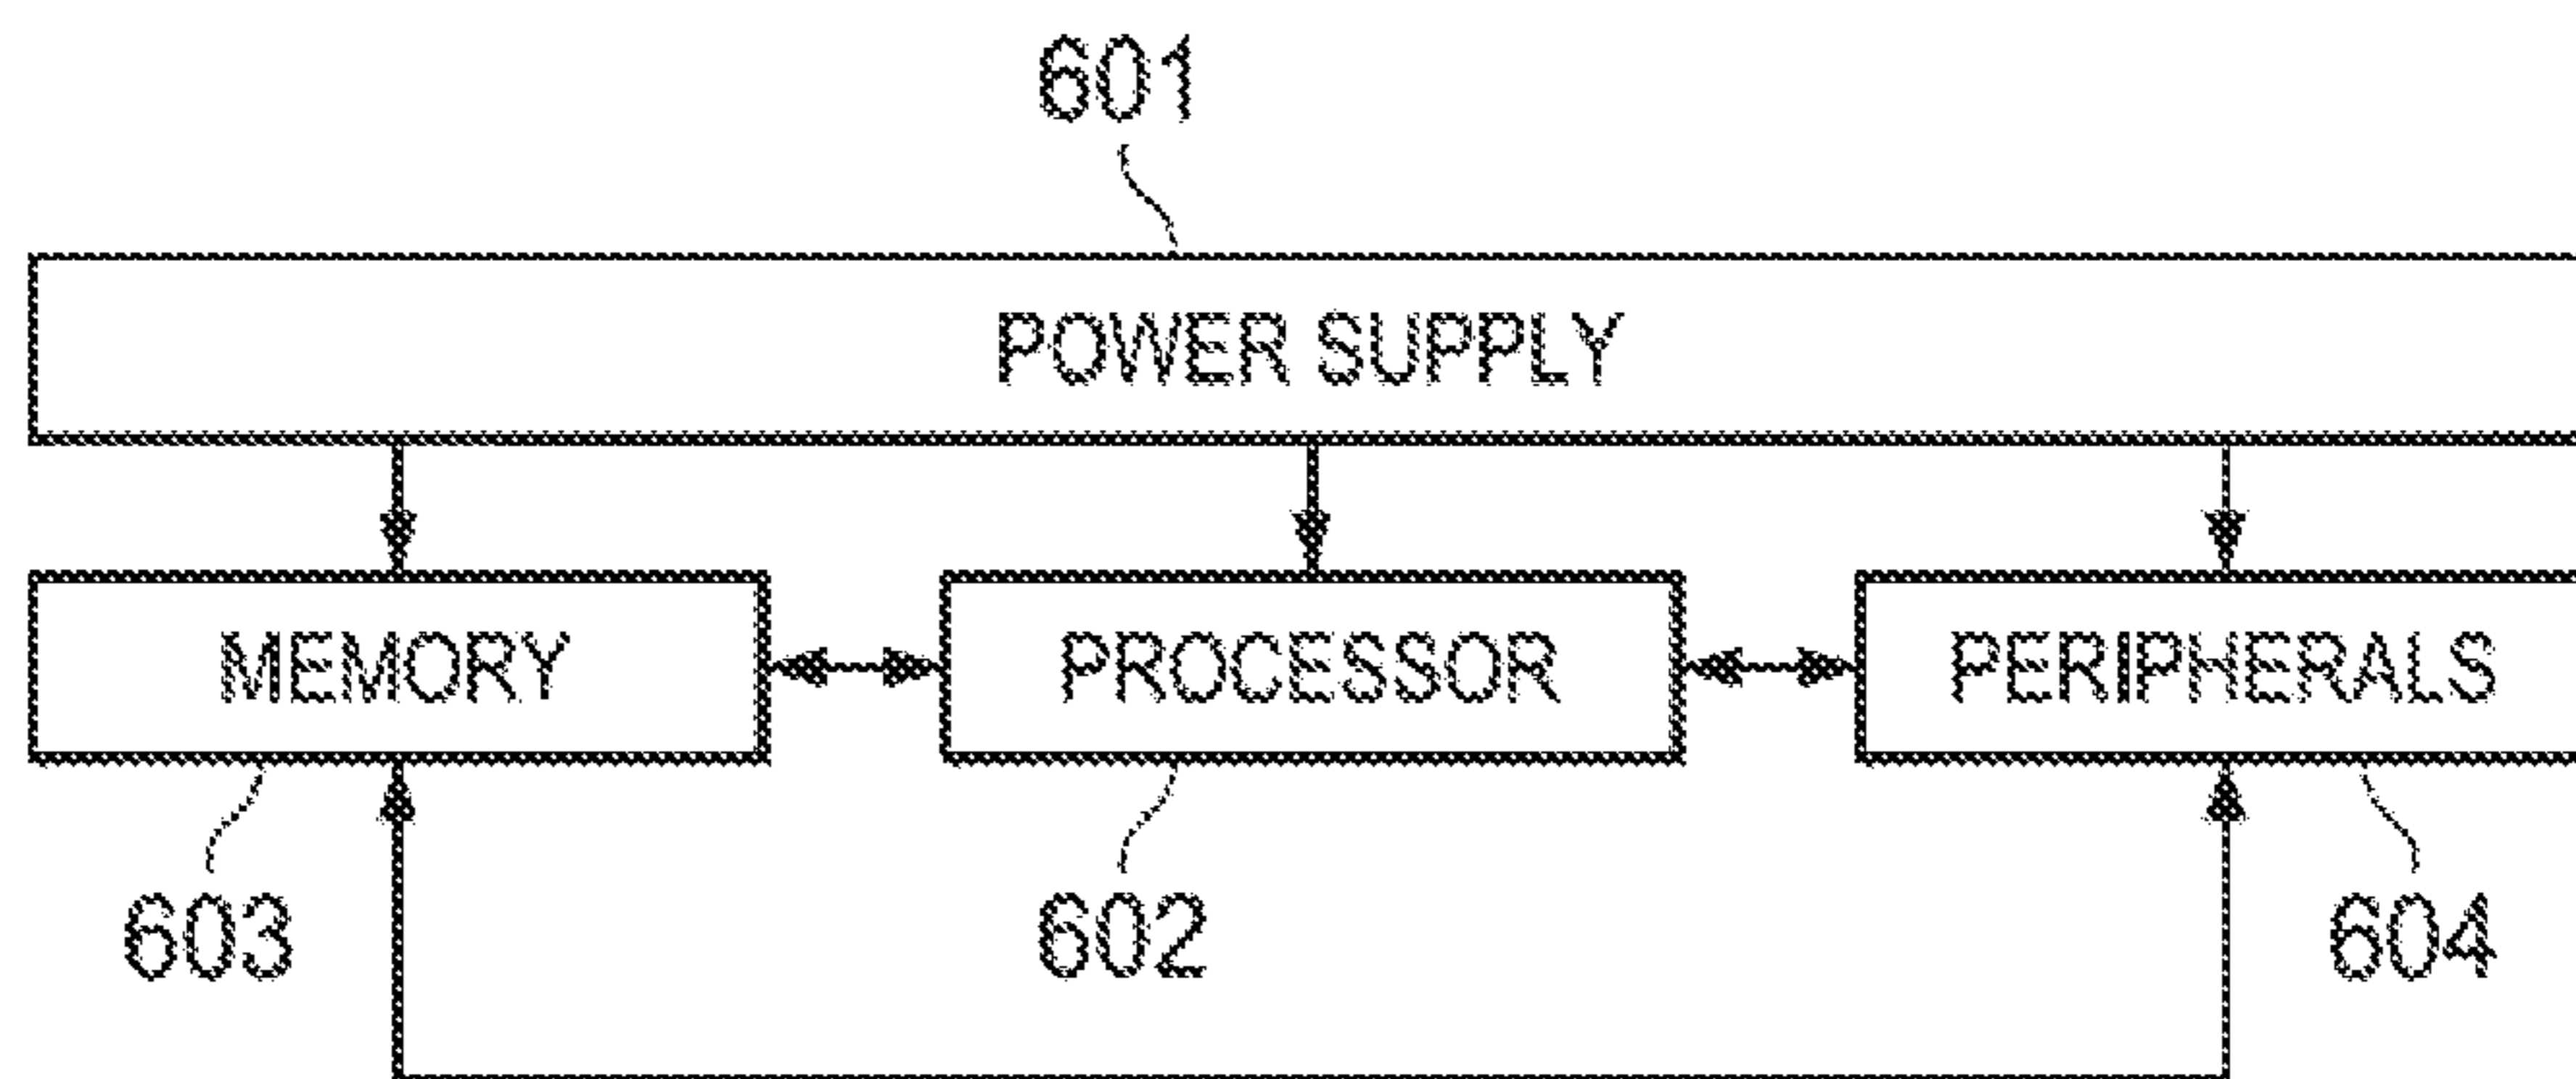 601
POWER SUPPLY
MEMORY
PROCESSOR
PERIPHERALS
603
602
604